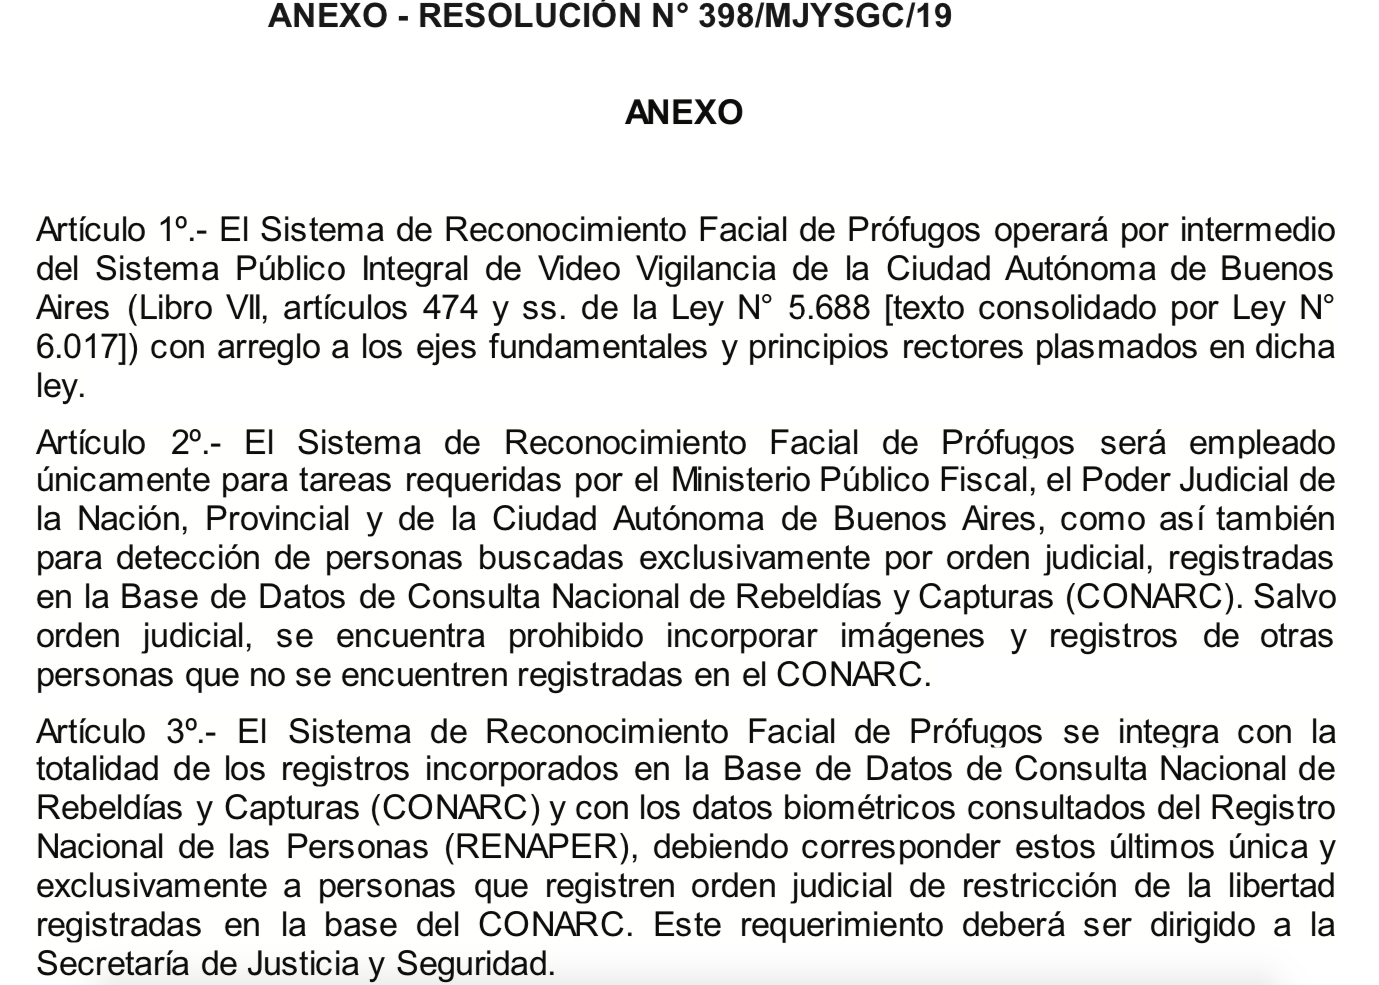 ANEXO - RESOLUCIÓN N° 398/MJYSGC/19
ANEXO
Artículo 1º.- El Sistema de Reconocimiento Facial de Prófugos operará por intermedio
del Sistema Público Integral de Video Vigilancia de la Ciudad Autónoma de Buenos
Aires (Libro VII, artículos 474 y ss. de la Ley N° 5.688 [texto consolidado por Ley N°
6.017]) con arreglo a los ejes fundamentales y principios rectores plasmados en dicha
ley.
Artículo 2º.- El Sistema de Reconocimiento Facial de Prófugos será empleado
únicamente para tareas requeridas por el Ministerio Público Fiscal, el Poder Judicial de
la Nación, Provincial y de la Ciudad Autónoma de Buenos Aires, como así también
para detección de personas buscadas exclusivamente por orden judicial, registradas
en la Base de Datos de Consulta Nacional de Rebeldías y Capturas (CONARC). Salvo
orden judicial, se encuentra prohibido incorporar imágenes y registros de otras
personas que no se encuentren registradas en el CONARC.
Artículo 3º.- El Sistema de Reconocimiento Facial de Prófugos se integra con la
totalidad de los registros incorporados en la Base de Datos de Consulta Nacional de
Rebeldías y Capturas (CONARC) y con los datos biométricos consultados del Registro
Nacional de las Personas (RENAPER), debiendo corresponder estos últimos única y
exclusivamente a personas que registren orden judicial de restricción de la libertad
registradas en la base del CONARC. Este requerimiento deberá ser dirigido a la
Secretaría de Justicia y Seguridad.